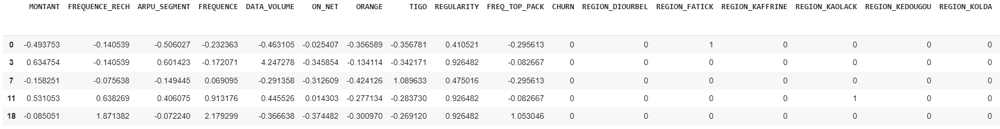 MONTANT FREQUENCE_RECH ARPU_SEGMENT FREQUENCE DATA_VOLUME ON_NET ORANGE TIGO REGULARITY FREQ_TOP_PACK CHURN REGION_DIOURBEL REGION_FATICK REGION_KAFFRINE REGION_KAOLACK REGION_KEDOUGOU REGION_KOLDA
0 -0.493753 -0.140539 -0.506027 -0.232363 -0.463105 -0.025407 -0.356589 -0.356781 0.410521 -0.295613 0 0 1 0 0 0 0
3 0.634754 -0.140539 0.601423 -0.172071 4.247278 -0.345854 -0.134114 -0.342171 0.926482 -0.082667 0 0 0 0 0 0 0
7 -0.158251 -0.075638 -0.149445 0.069095 -0.291358 -0.312609 -0.424126 1.089633 0.475016 -0.295613 0 0 0 0 0 0 0
11 0.531053 0.638269 0.406075 0.913176 0.445526 0.014303 -0.277134 -0.283730 0.926482 -0.082667 0 0 0 0 1 0 0
18 -0.085051 1.871382 -0.072240 2.179299 -0.366638 -0.374482 -0.300970 -0.269120 0.926482 1.053046 0 0 0 0 0 0 0